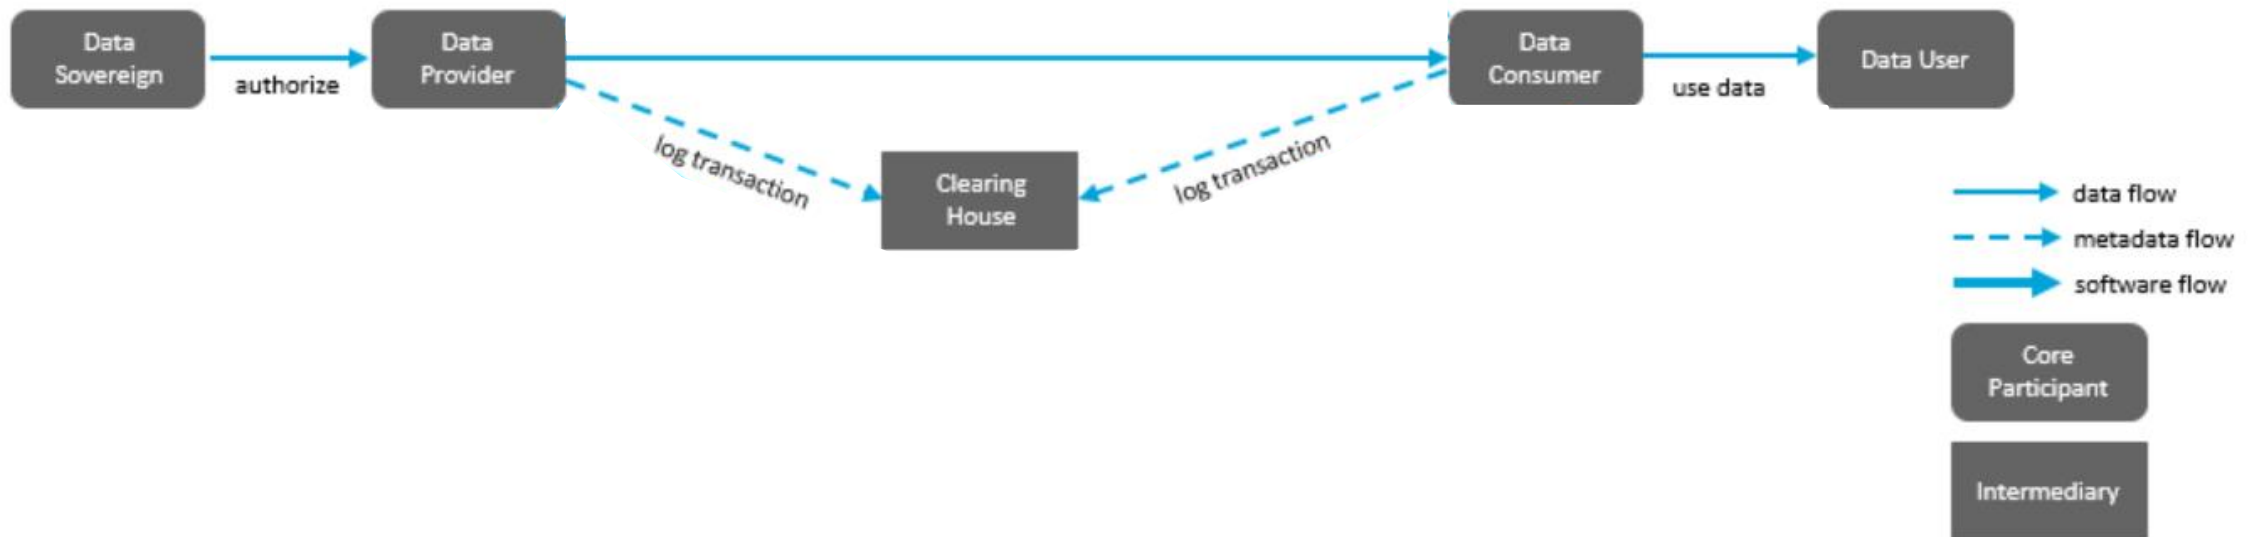 Data
Sovereign
authorize
Data
Provider
Data
Consumer
use data
Data User
log transaction
Clearing
House
log transaction
data flow
metadata flow
software flow
Core
Participant
Intermediary